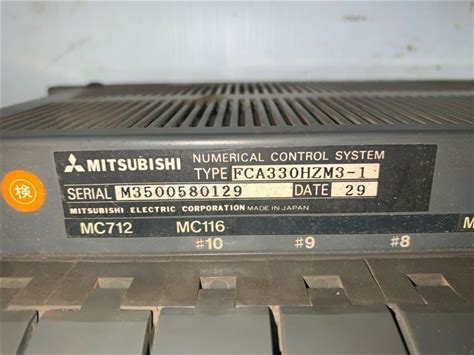 MITSUBISHI NUMERICAL CONTROL SYSTEM
TYPE FCA330HZM3-1
SERIAL M3500580129 DATE 29
MITSUBISHI ELECTRIC CORPORATION MADE IN JAPAN
検
MC712 MC116 M
#10 #9 #8